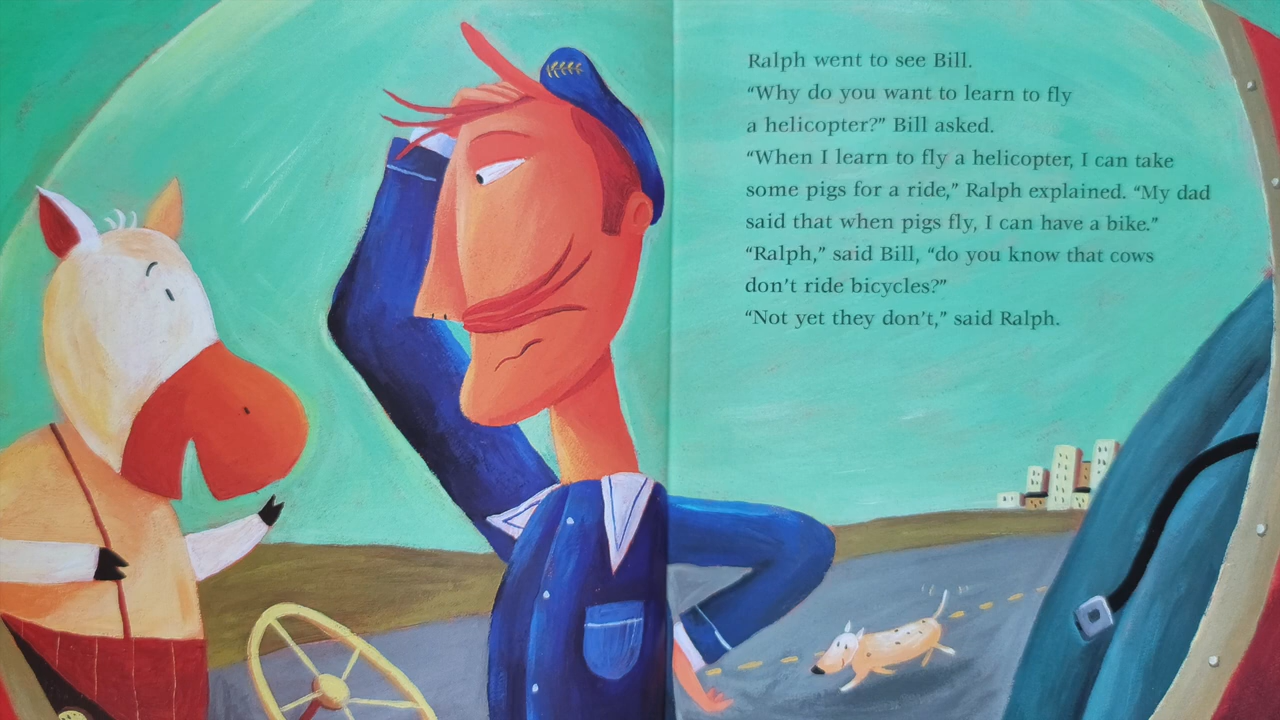 Ralph went to see Bill.
“Why do you want to learn to fly
a helicopter?” Bill asked.
“When I learn to fly a helicopter, I can take
some pigs for a ride,” Ralph explained. “My dad
said that when pigs fly, I can have a bike.”
“Ralph,” said Bill, “do you know that cows
don’t ride bicycles?”
“Not yet they don’t,” said Ralph.